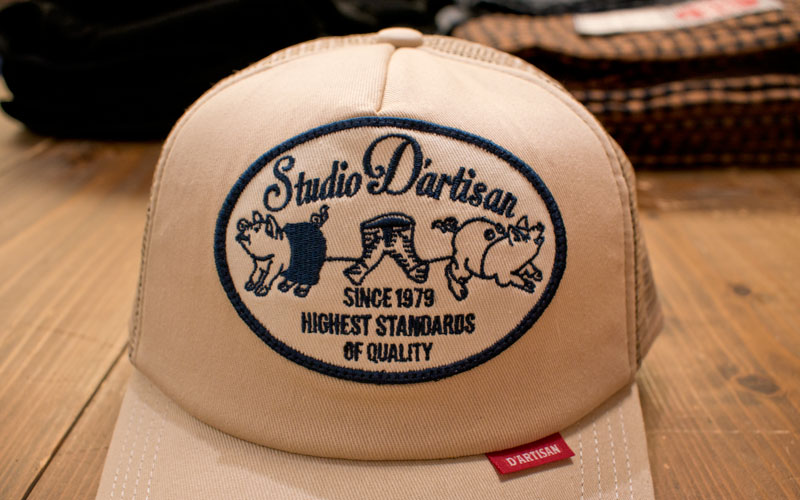 Studio D'artisan
SINCE 1979
HIGHEST STANDARDS
OF QUALITY
D'ARTISAN